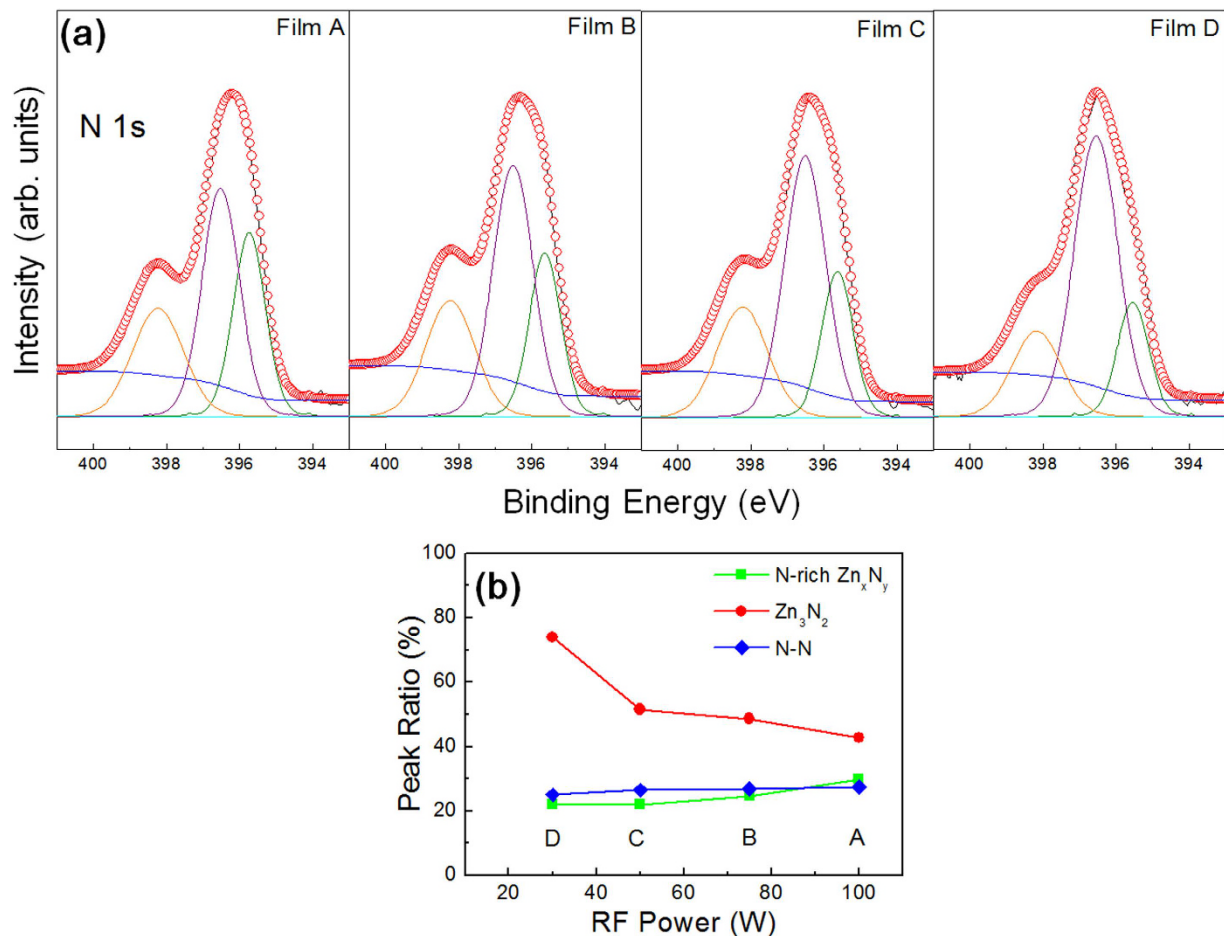 (a) Film A Film B Film C Film D
N 1s
Intensity (arb. units)
400 398 396 394 400 398 396 394 400 398 396 394 400 398 396 394
Binding Energy (eV)
(b)
N-rich ZnxNy
Zn3N2
N-N
Peak Ratio (%)
100
80
60
40
20
0
D C B A
20 40 60 80 100
RF Power (W)